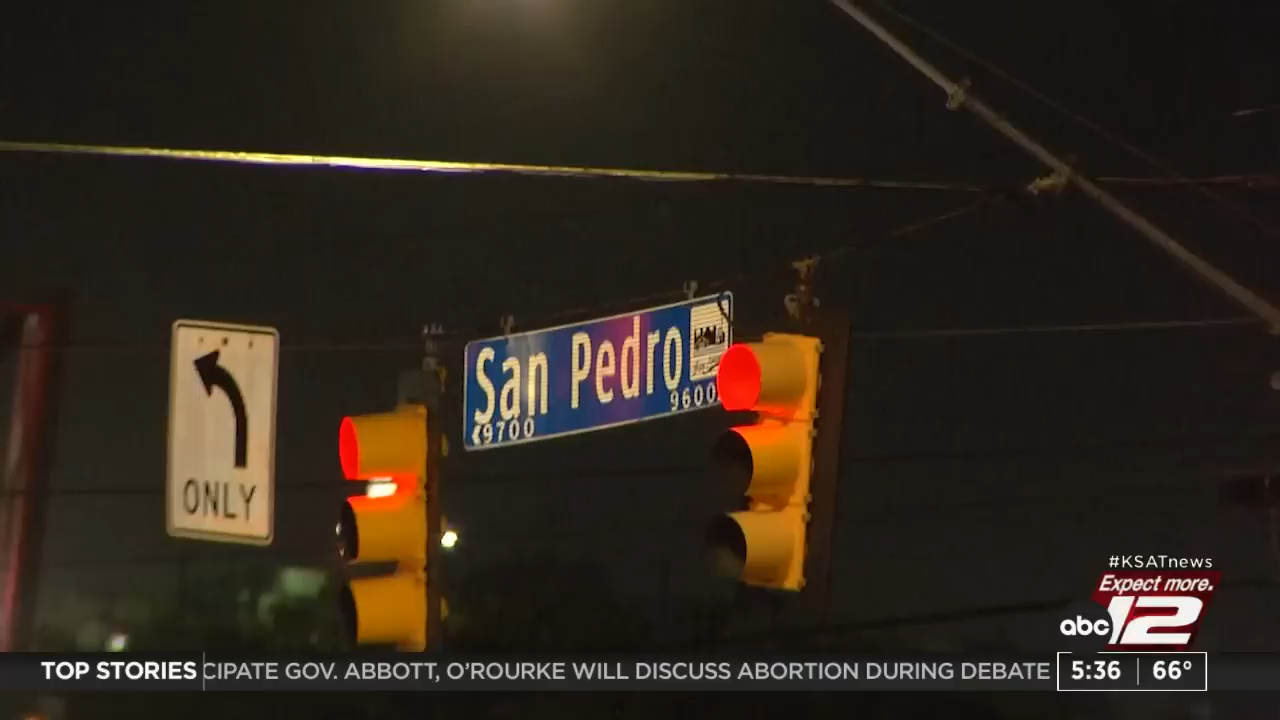 San Pedro
<9700
9600
ONLY
#KSATnews
Expect more.
abc 12
TOP STORIES
CIPATE GOV. ABBOTT, O'ROURKE WILL DISCUSS ABORTION DURING DEBATE
5:36
66°